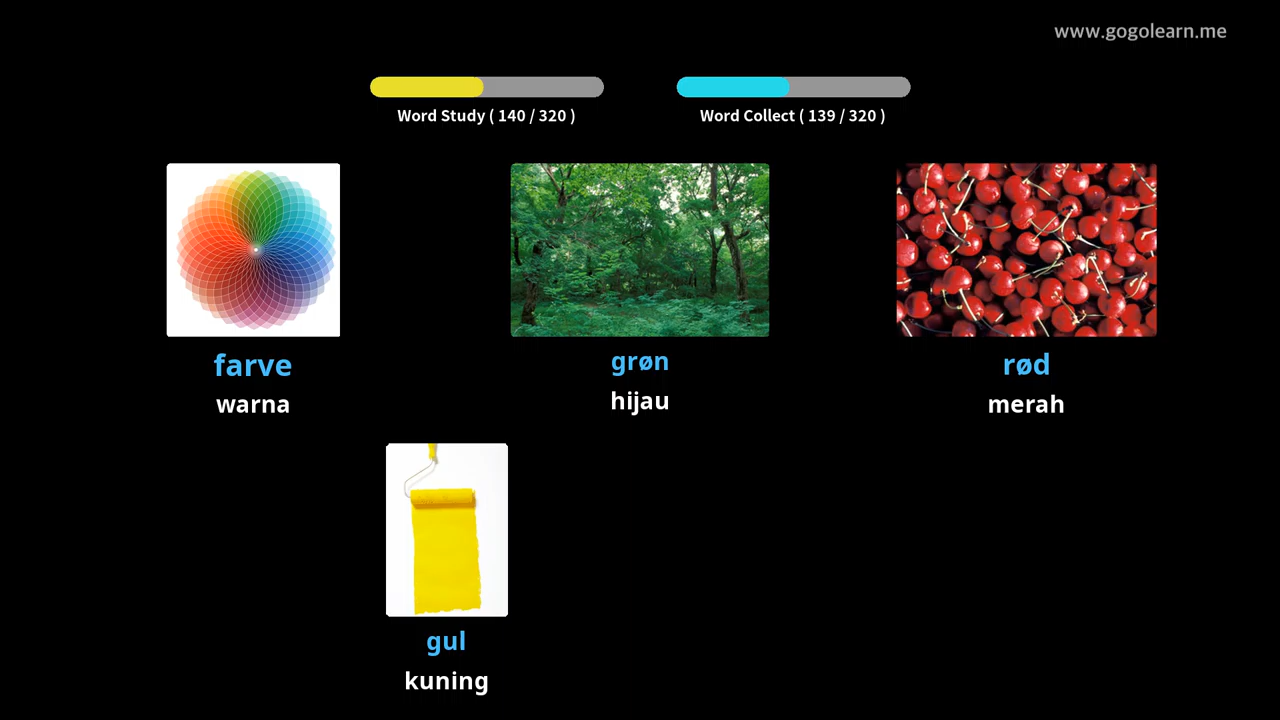 www.gogolearn.me
Word Study ( 140 / 320 )
Word Collect ( 139 / 320 )
farve
warna
grøn
hijau
rød
merah
gul
kuning